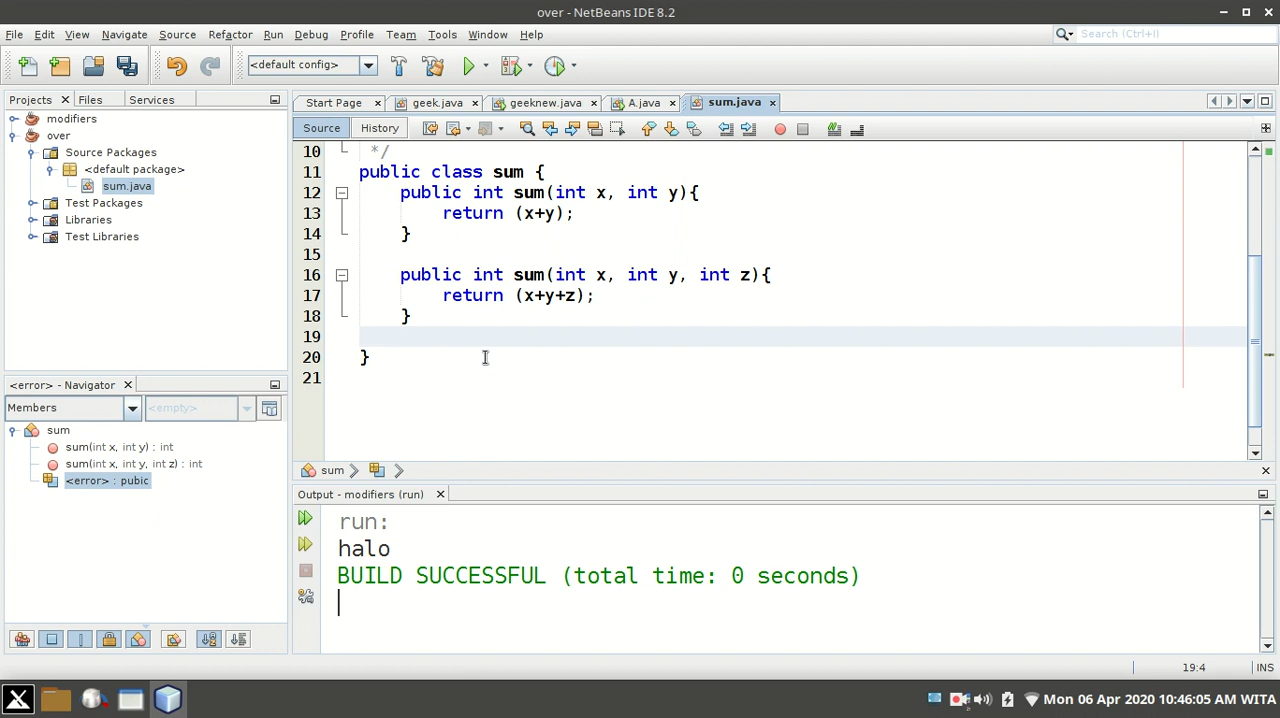 over - NetBeans IDE 8.2
File Edit View Navigate Source Refactor Run Debug Profile Team Tools Window Help
Search (Ctrl+I)
<default config>
Projects Files Services
Start Page geek.java geeknew.java A.java sum.java
Source History
modifiers
over
Source Packages
<default package>
sum.java
Test Packages
Libraries
Test Libraries
10 */
11 public class sum {
12 public int sum(int x, int y){
13 return (x+y);
14 }
15
16 public int sum(int x, int y, int z){
17 return (x+y+z);
18 }
19
20 }
21
<error> - Navigator
Members <empty>
sum
sum(int x, int y) : int
sum(int x, int y, int z) : int
<error> : pubic
sum
Output - modifiers (run)
run:
halo
BUILD SUCCESSFUL (total time: 0 seconds)
19:4 INS
Mon 06 Apr 2020 10:46:05 AM WITA